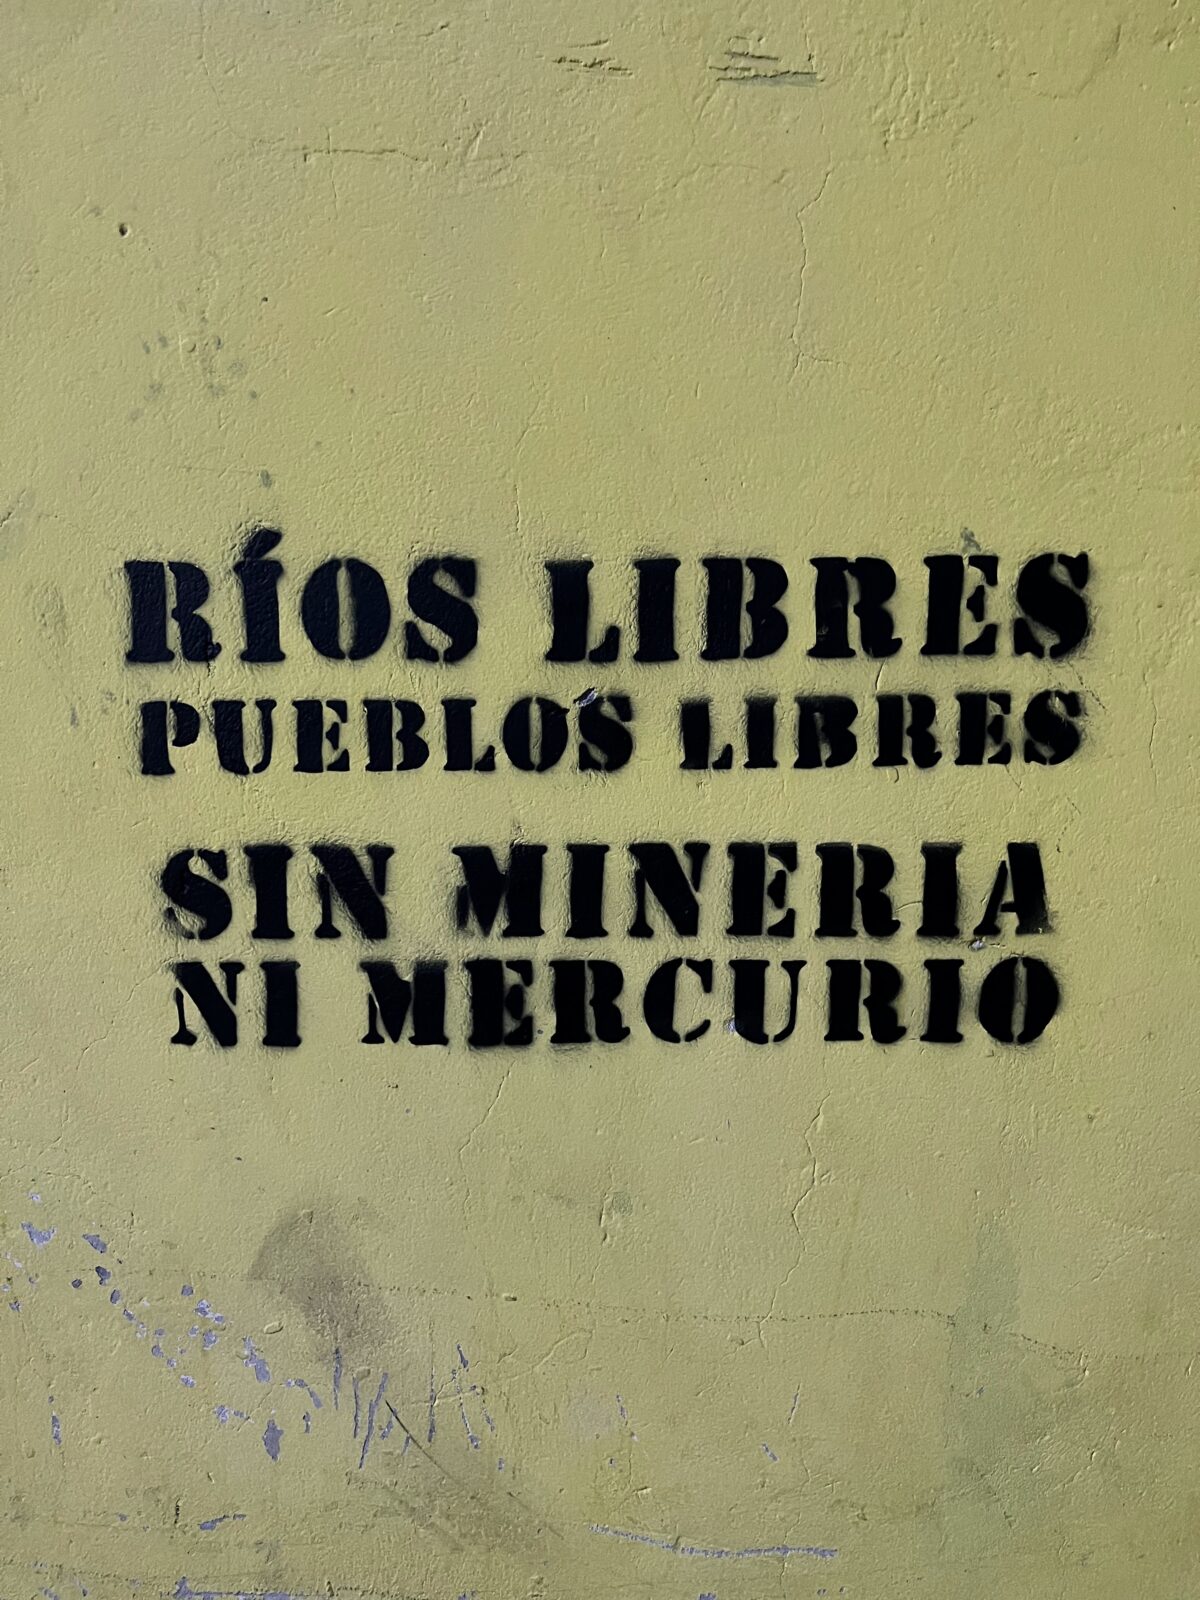 RÍOS LIBRES
PUEBLOS LIBRES
SIN MINERIA
NI MERCURIO